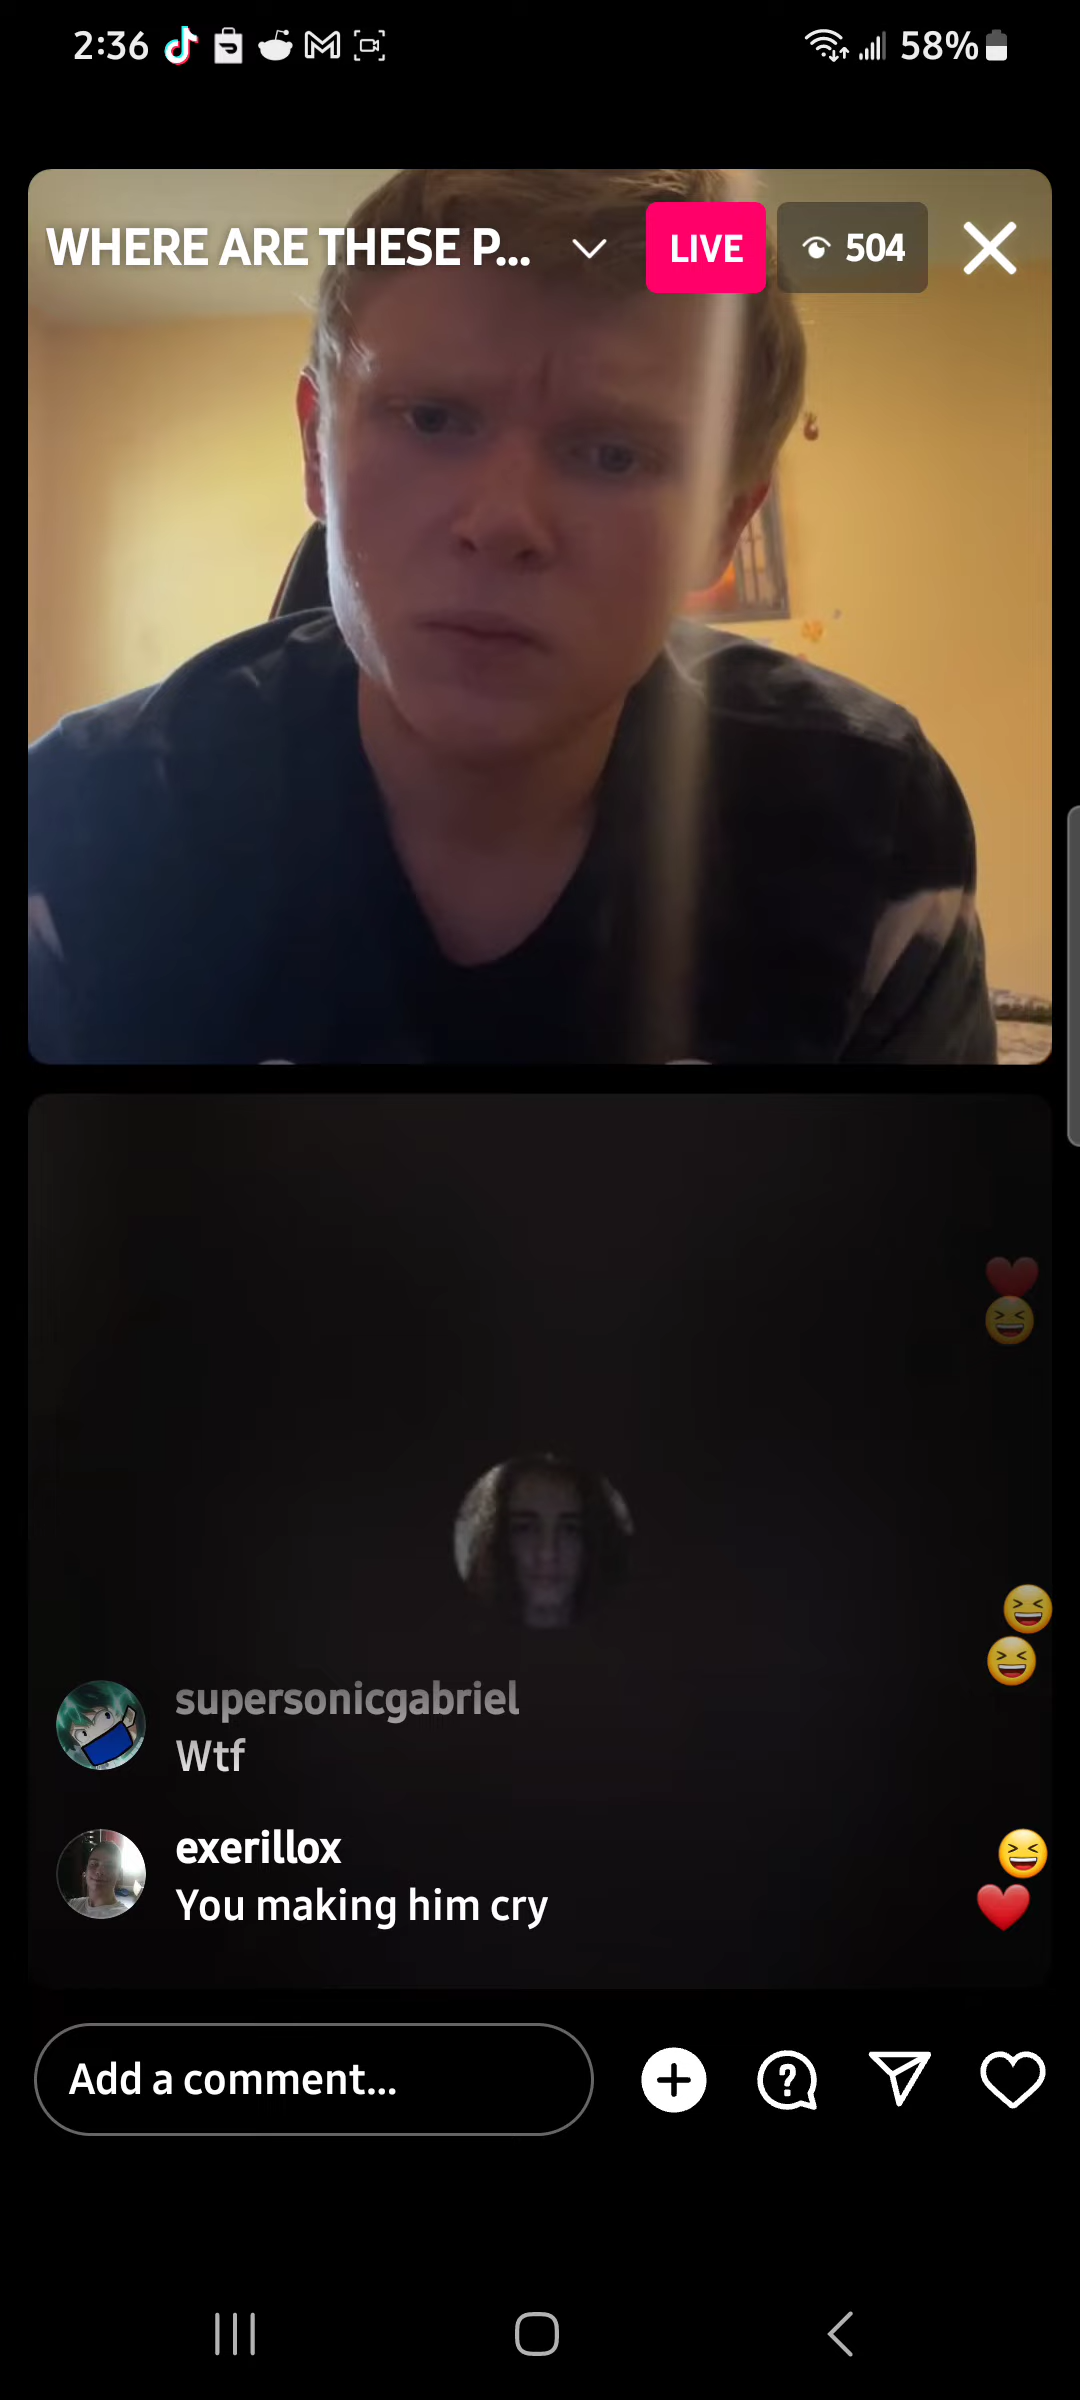 2:36
58%
WHERE ARE THESE P...
LIVE
504
supersonicgabriel
Wtf
exerillox
You making him cry
Add a comment...